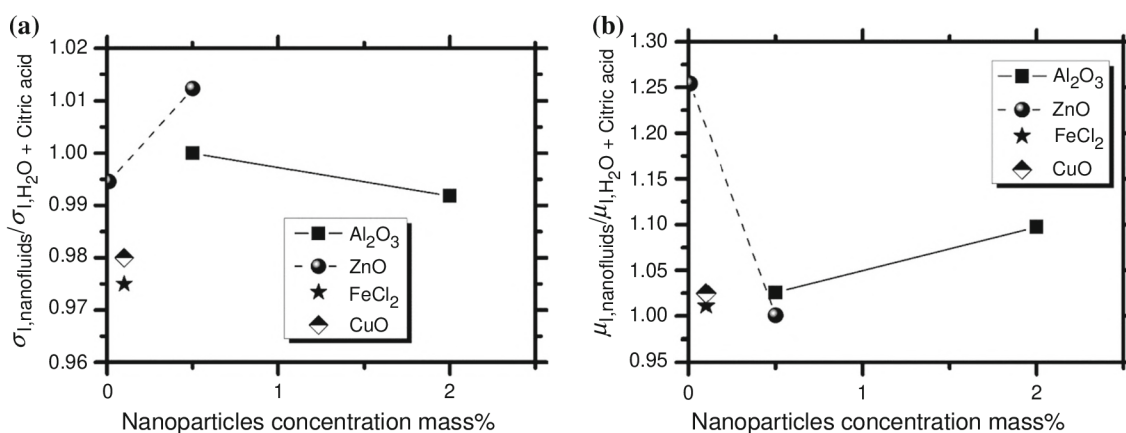 (a)
1.02
1.01
1.00
0.99
0.98
0.97
0.96
0
1
2
σl,nanofluids/σl,H2O + Citric acid
Nanoparticles concentration mass%
Al2O3
ZnO
FeCl2
CuO
(b)
1.30
1.25
1.20
1.15
1.10
1.05
1.00
0.95
0
1
2
μl,nanofluids/μl,H2O + Citric acid
Nanoparticles concentration mass%
Al2O3
ZnO
FeCl2
CuO